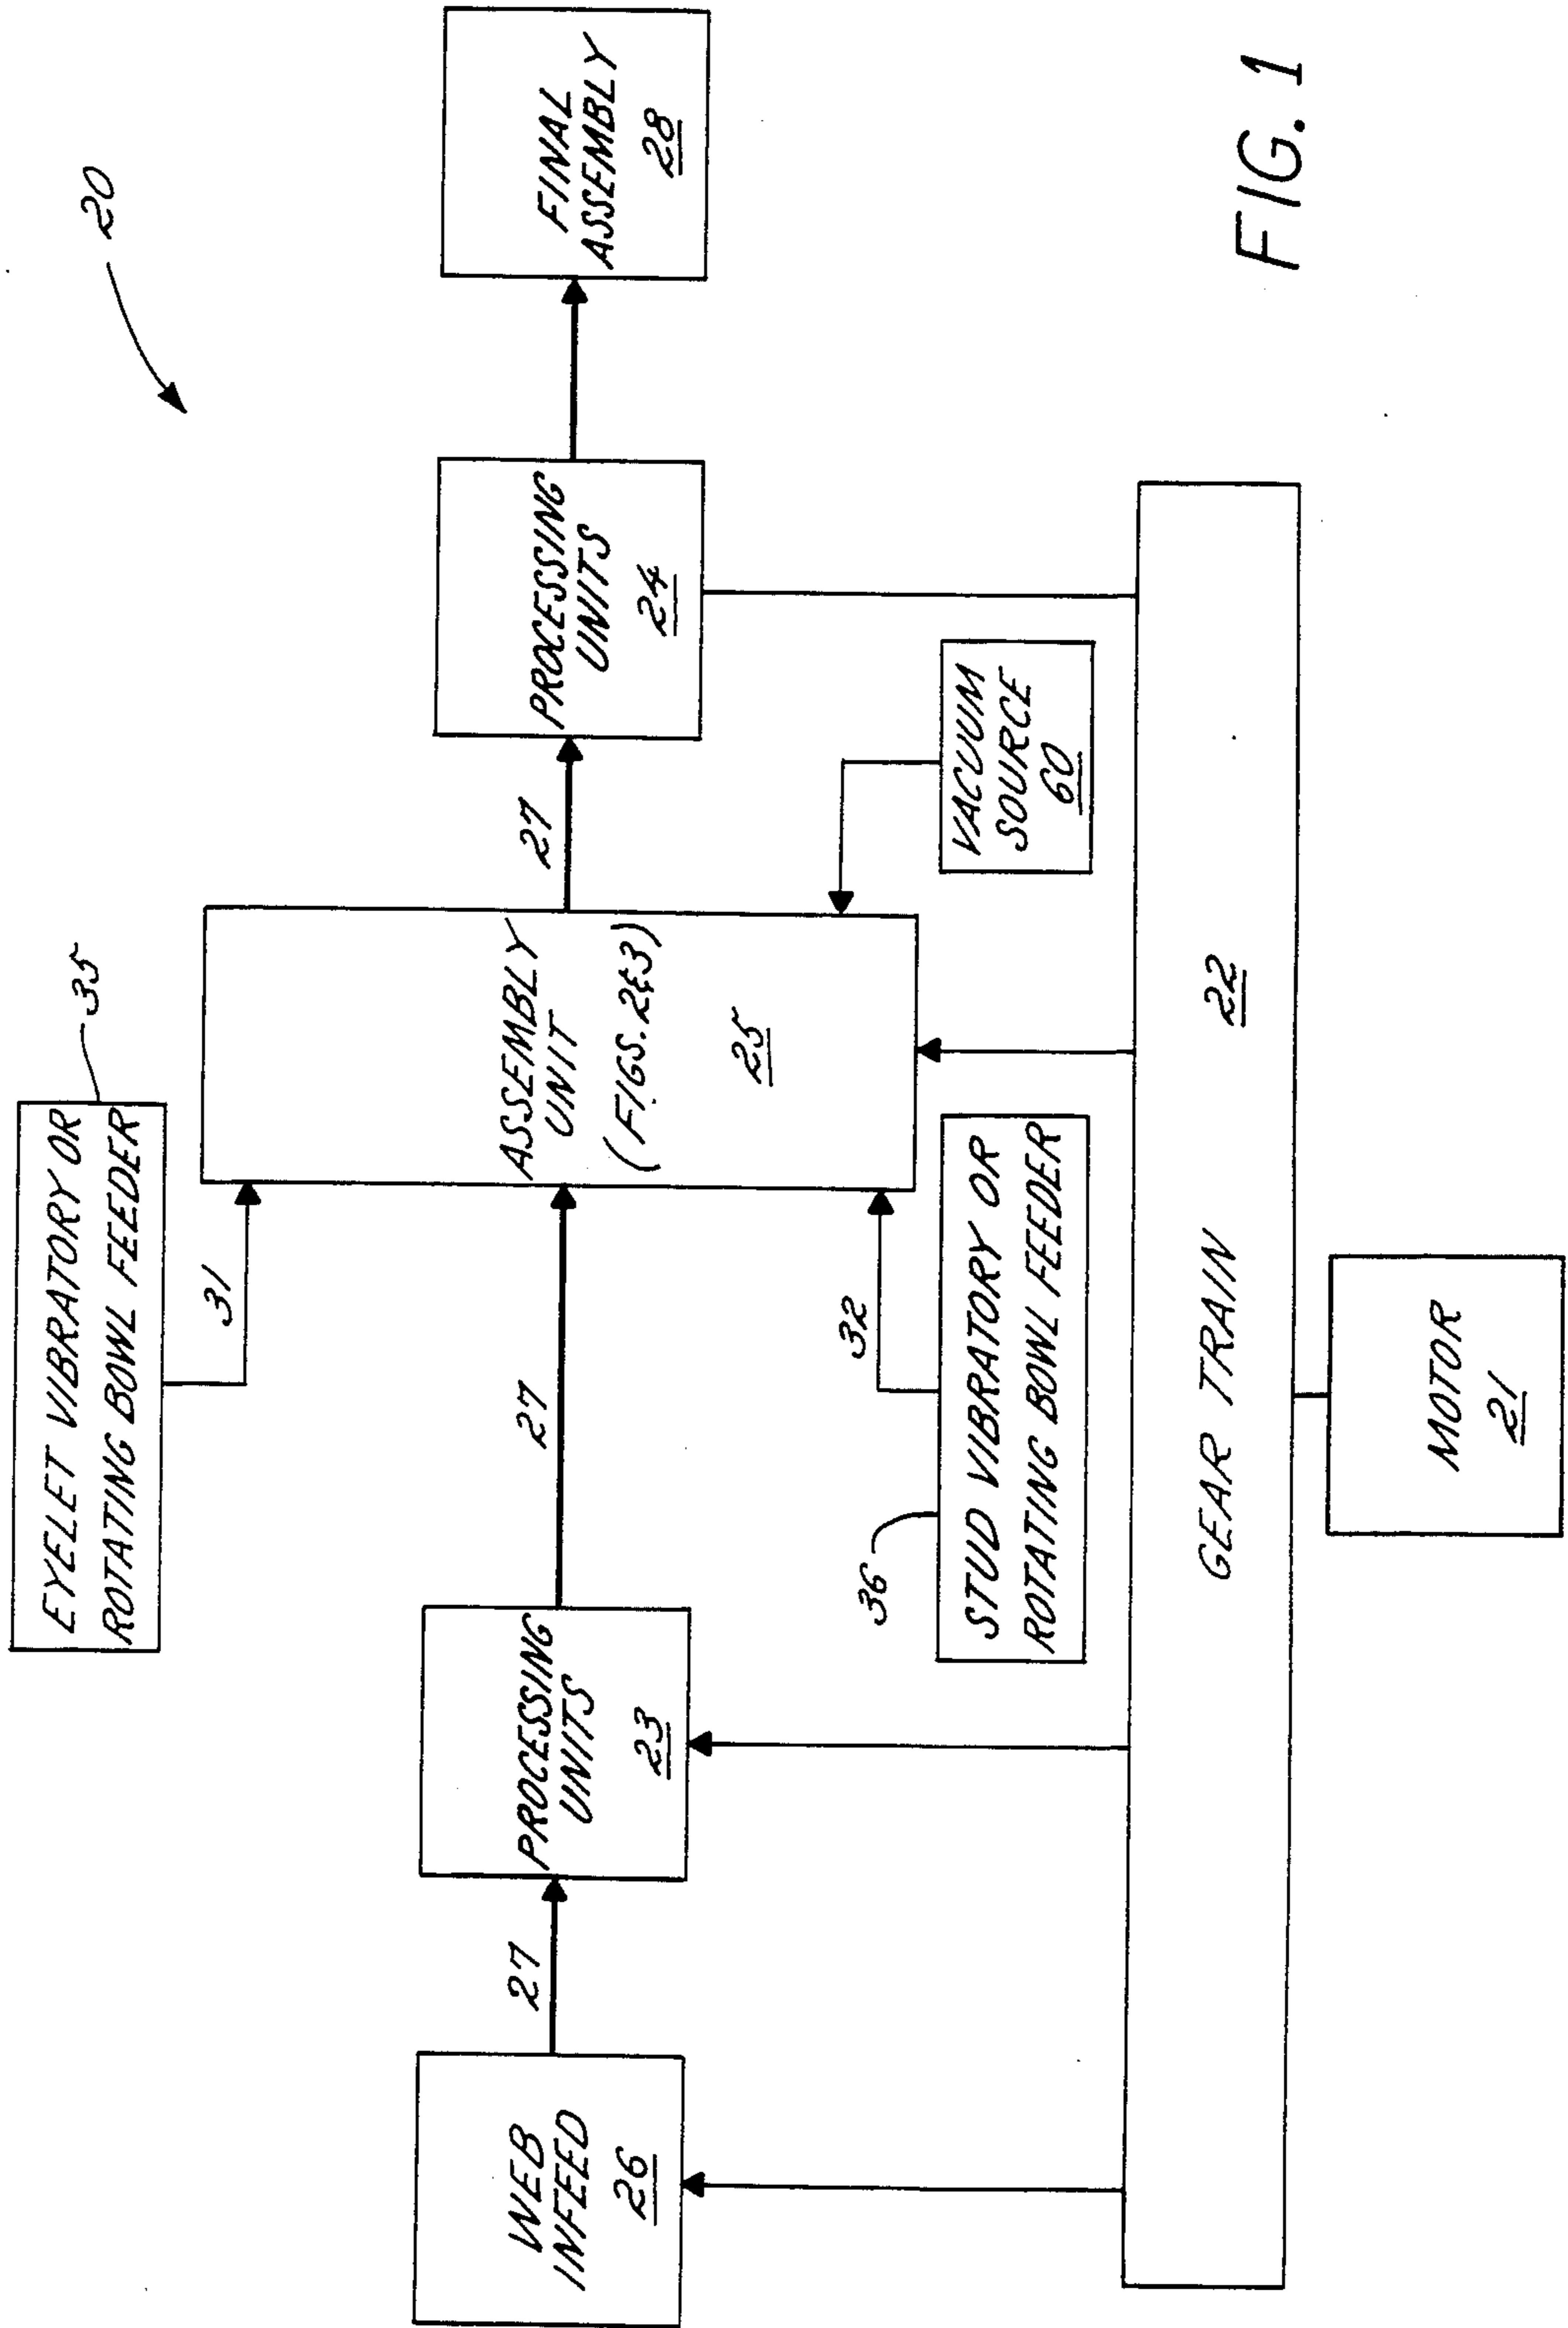 20
EYELET VIBRATORY OR
ROTATING BOWL FEEDER
35
31
WEB
INFEED
26
27
PROCESSING
UNITS
23
27
ASSEMBLY
UNIT
(FIGS. 2&3)
25
27
PROCESSING
UNITS
24
FINAL
ASSEMBLY
28
32
36
STUD VIBRATORY OR
ROTATING BOWL FEEDER
VACUUM
SOURCE
60
GEAR TRAIN
22
MOTOR
21
FIG. 1